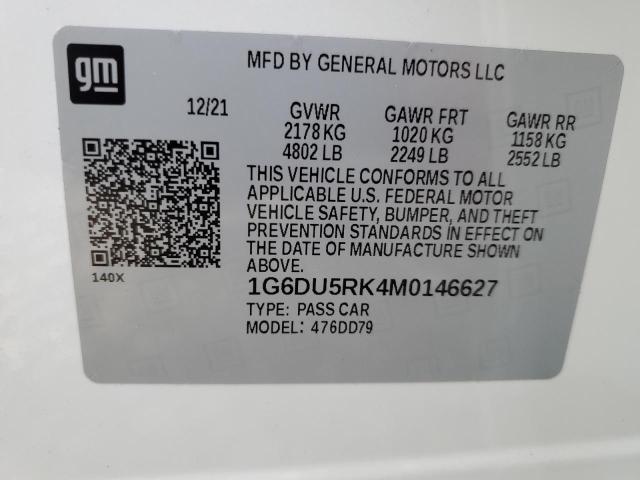 gm
MFD BY GENERAL MOTORS LLC
12/21 GVWR GAWR FRT GAWR RR
2178 KG 1020 KG 1158 KG
4802 LB 2249 LB 2552 LB
THIS VEHICLE CONFORMS TO ALL
APPLICABLE U.S. FEDERAL MOTOR
VEHICLE SAFETY, BUMPER, AND THEFT
PREVENTION STANDARDS IN EFFECT ON
THE DATE OF MANUFACTURE SHOWN
ABOVE.
140X
1G6DU5RK4M0146627
TYPE: PASS CAR
MODEL: 476DD79